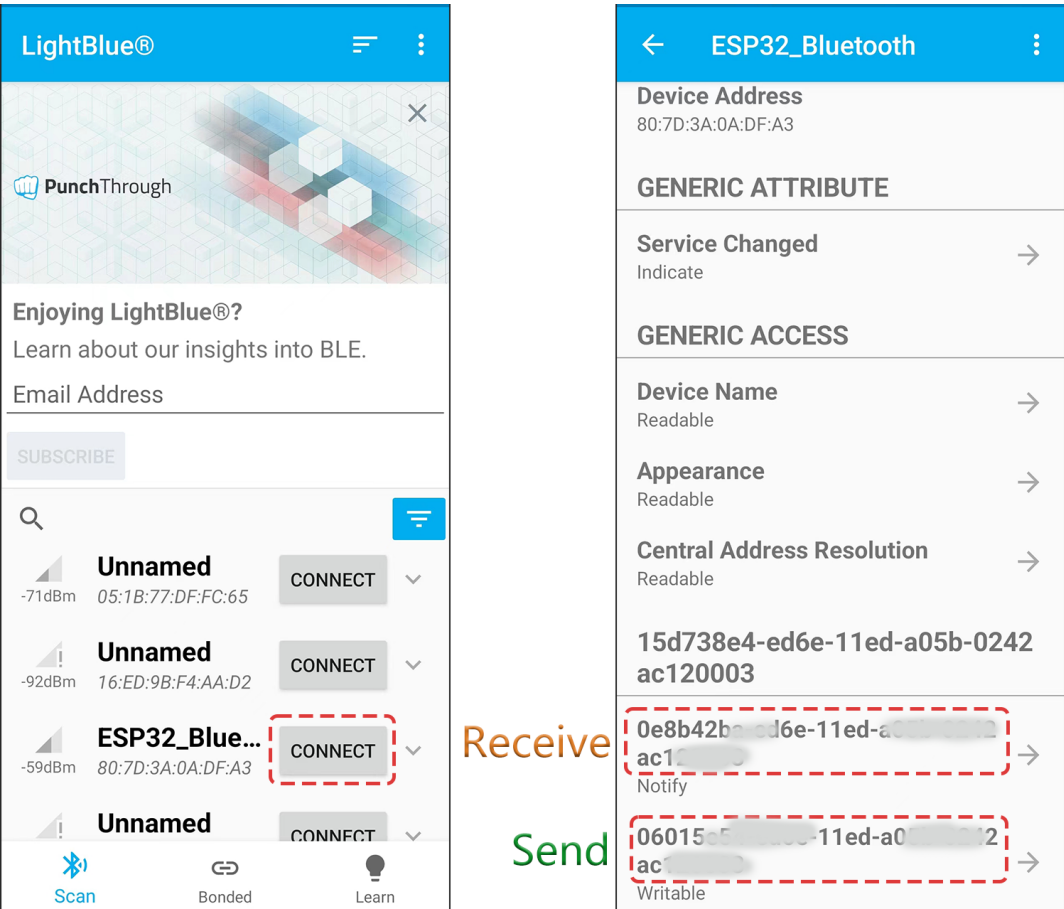 LightBlue®
PunchThrough
Enjoying LightBlue®?
Learn about our insights into BLE.
Email Address
SUBSCRIBE
Unnamed
CONNECT
-71dBm
05:1B:77:DF:FC:65
Unnamed
CONNECT
-92dBm
16:ED:9B:F4:AA:D2
ESP32_Blue...
CONNECT
-59dBm
80:7D:3A:0A:DF:A3
Unnamed
CONNECT
Scan
Bonded
Learn
Receive
Send
ESP32_Bluetooth
Device Address
80:7D:3A:0A:DF:A3
GENERIC ATTRIBUTE
Service Changed
Indicate
GENERIC ACCESS
Device Name
Readable
Appearance
Readable
Central Address Resolution
Readable
15d738e4-ed6e-11ed-a05b-0242
ac120003
Notify
Writable